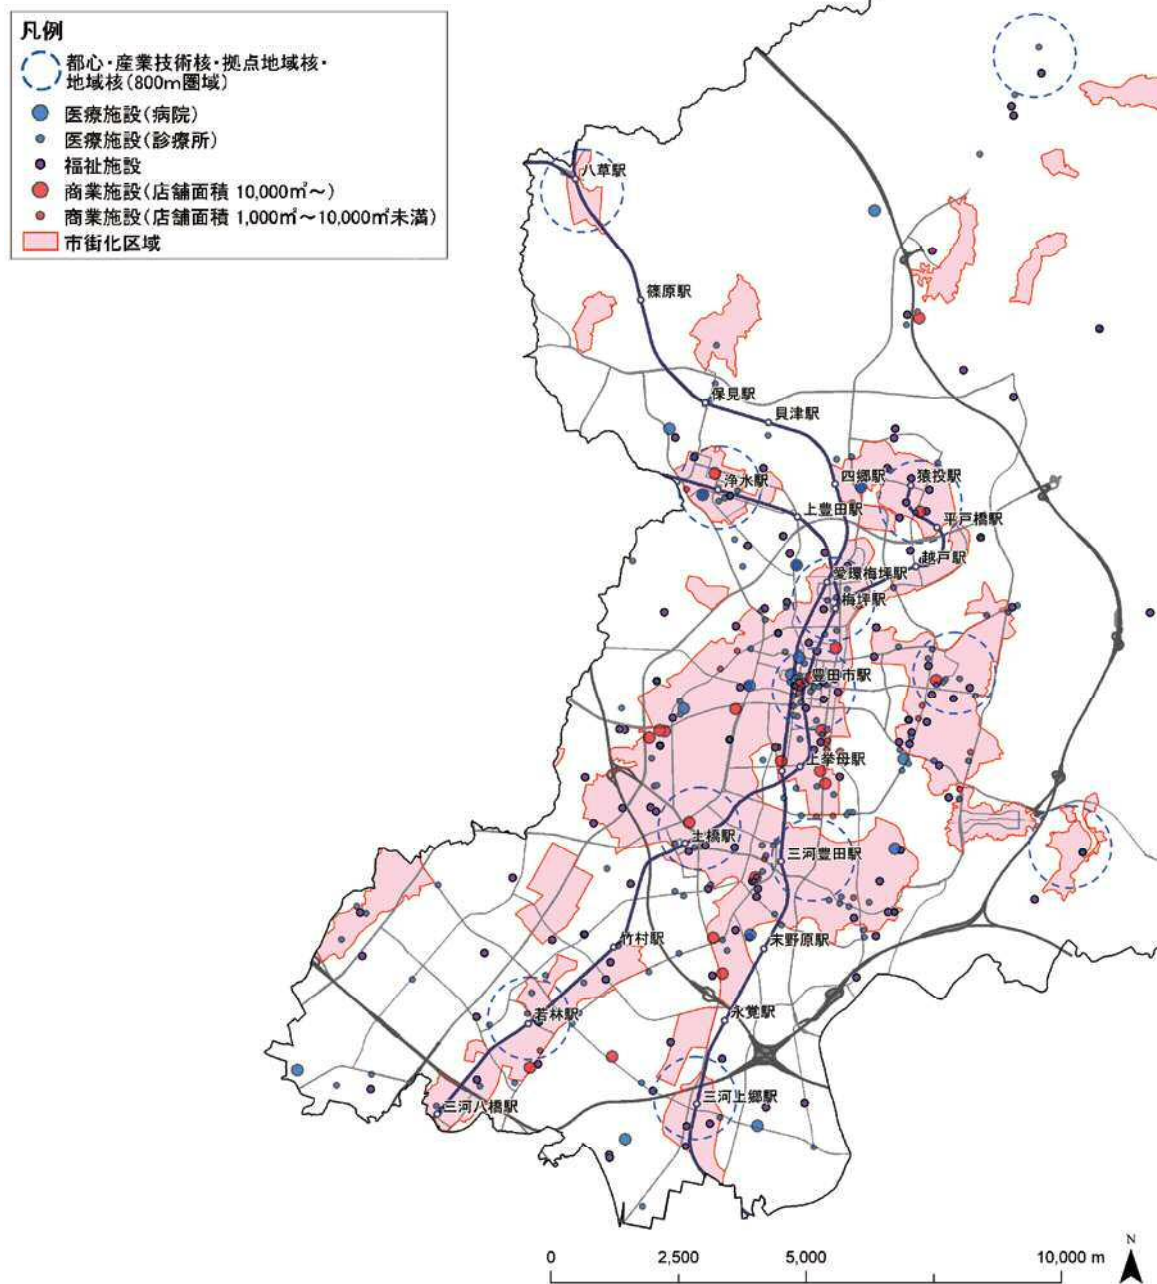 凡例
都心・産業技術核・拠点地域核・
地域核(800m圏域)
医療施設(病院)
医療施設(診療所)
福祉施設
商業施設(店舗面積 10,000㎡～)
商業施設(店舗面積 1,000㎡～10,000㎡未満)
市街化区域
八草駅
篠原駅
保見駅
貝津駅
浄水駅
四郷駅
猿投駅
上豊田駅
平戸橋駅
越戸駅
愛環梅坪駅
梅坪駅
豊田市駅
上挙母駅
土橋駅
三河豊田駅
竹村駅
末野原駅
若林駅
永覚駅
三河八橋駅
三河上郷駅
N
0 2,500 5,000 10,000 m